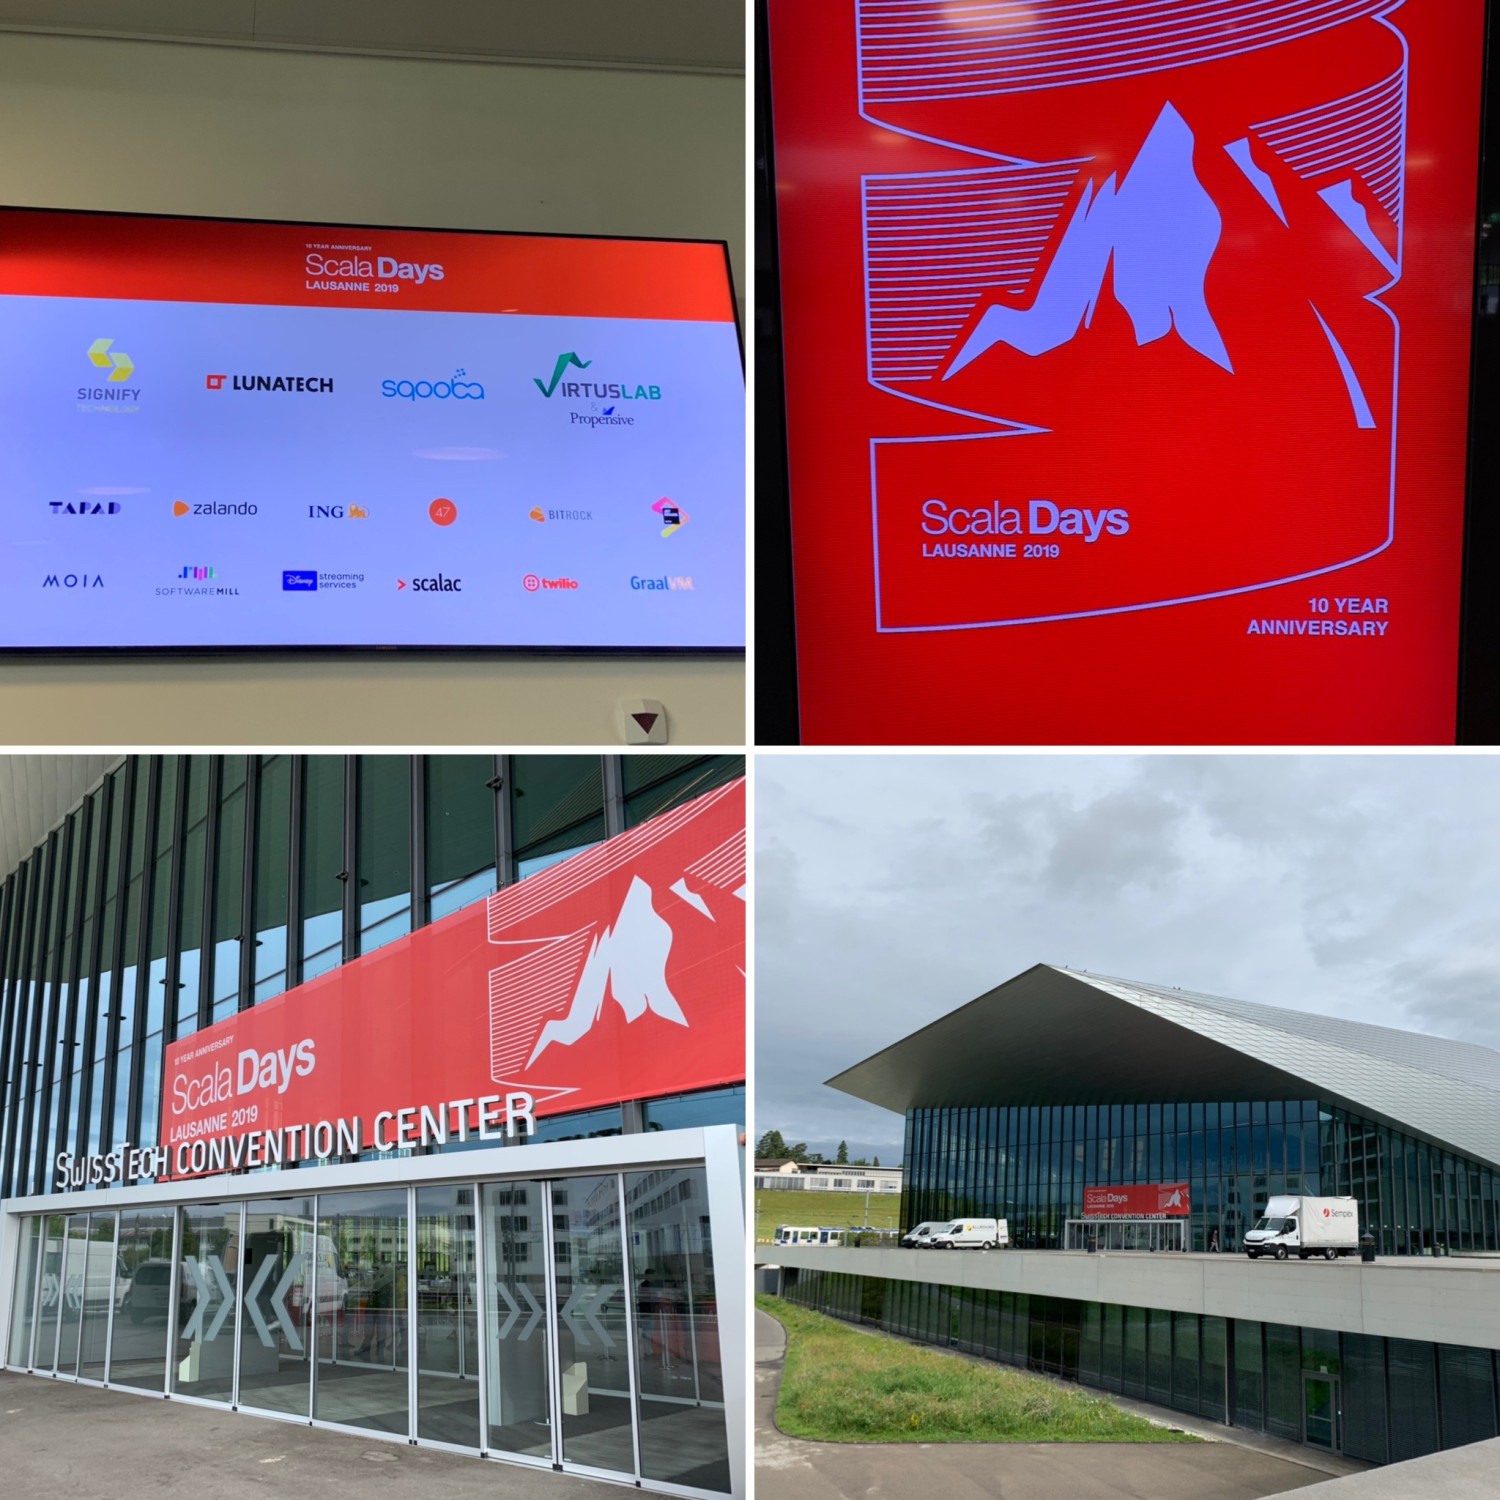 10 YEAR ANNIVERSARY
Scala Days
LAUSANNE 2019
SIGNIFY
TECHNOLOGY
LUNATECH
sqooba
VIRTUSLAB
&
Propensive
TAPAD
zalando
ING
47
BITROCK
MOIA
SOFTWAREMILL
Disney streaming
services
scalac
twilio
GraalVM
Scala Days
LAUSANNE 2019
10 YEAR
ANNIVERSARY
10 YEAR ANNIVERSARY
Scala Days
LAUSANNE 2019
SWISSTECH CONVENTION CENTER
Scala Days
LAUSANNE 2019
SWISSTECH CONVENTION CENTER
Sempex